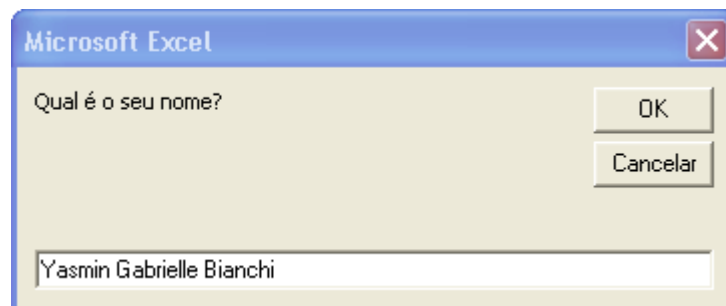 Microsoft Excel
Qual é o seu nome?
OK
Cancelar
Yasmin Gabrielle Bianchi